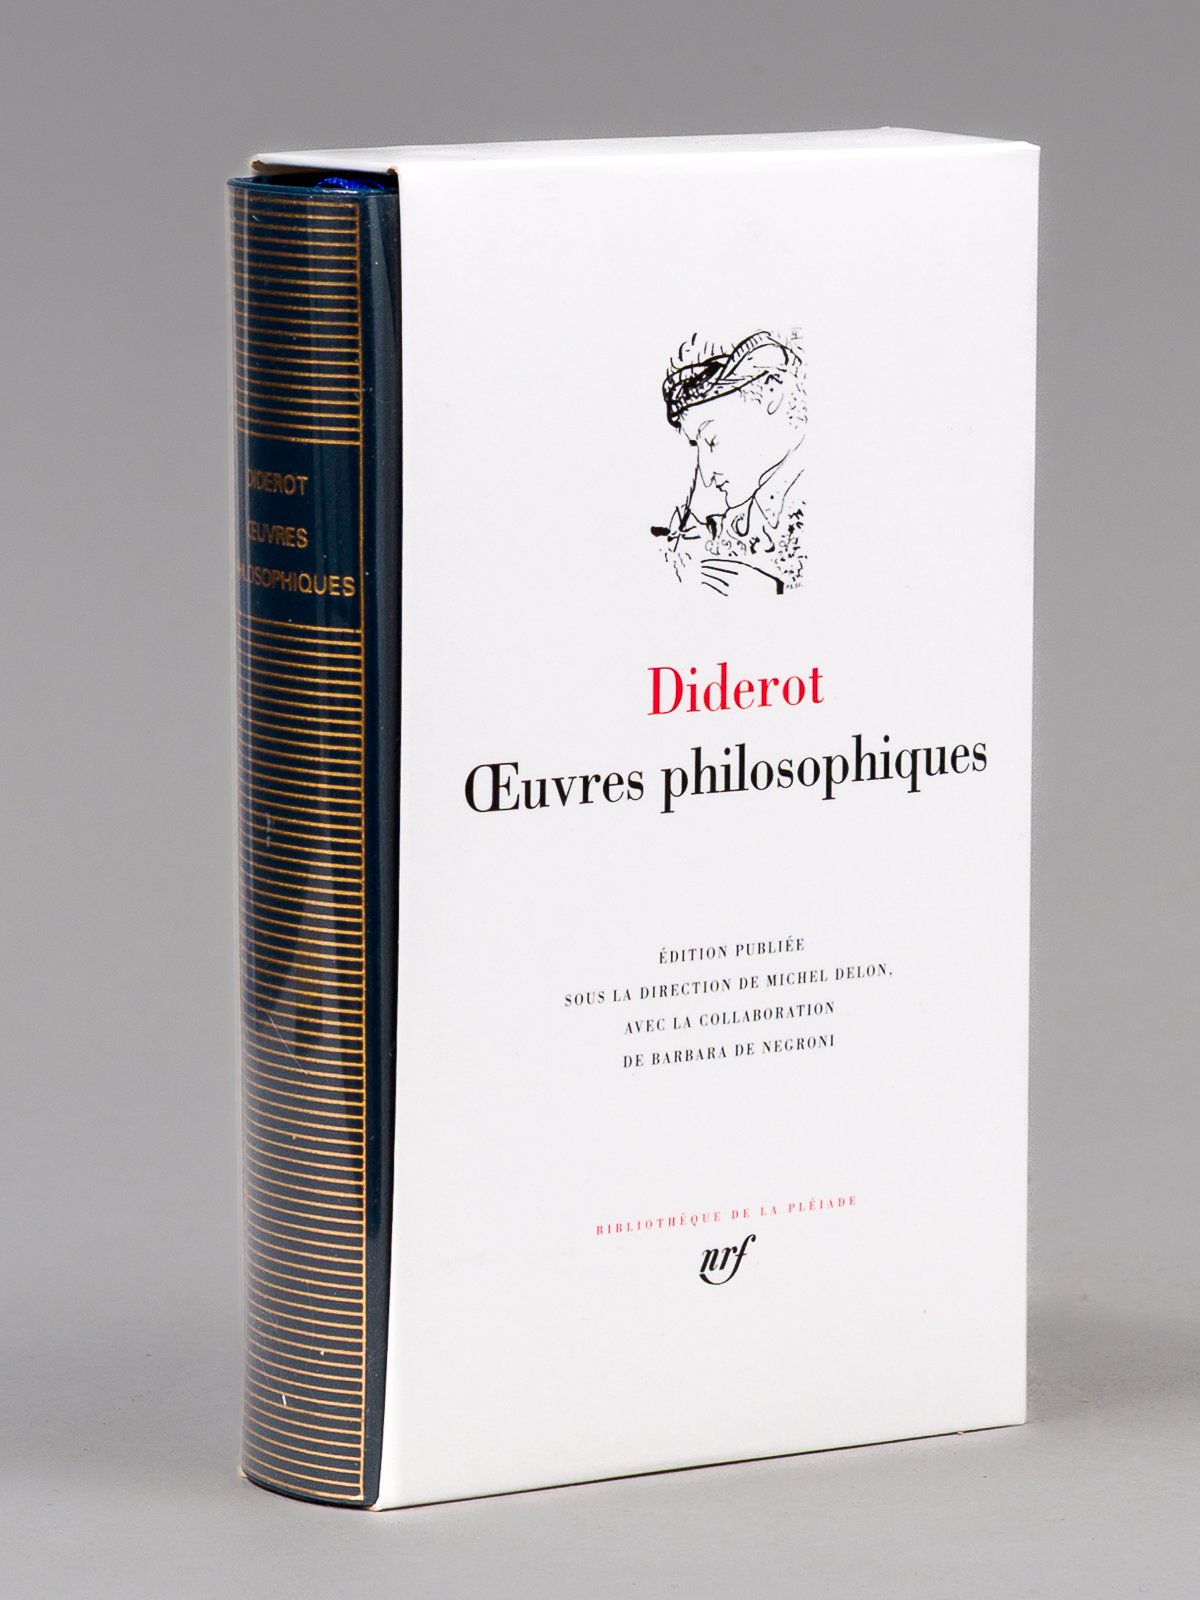 DIDEROT
ŒUVRES
PHILOSOPHIQUES
Diderot
Œuvres philosophiques
ÉDITION PUBLIÉE
SOUS LA DIRECTION DE MICHEL DELON,
AVEC LA COLLABORATION
DE BARBARA DE NEGRONI
BIBLIOTHÈQUE DE LA PLÉIADE
nrf